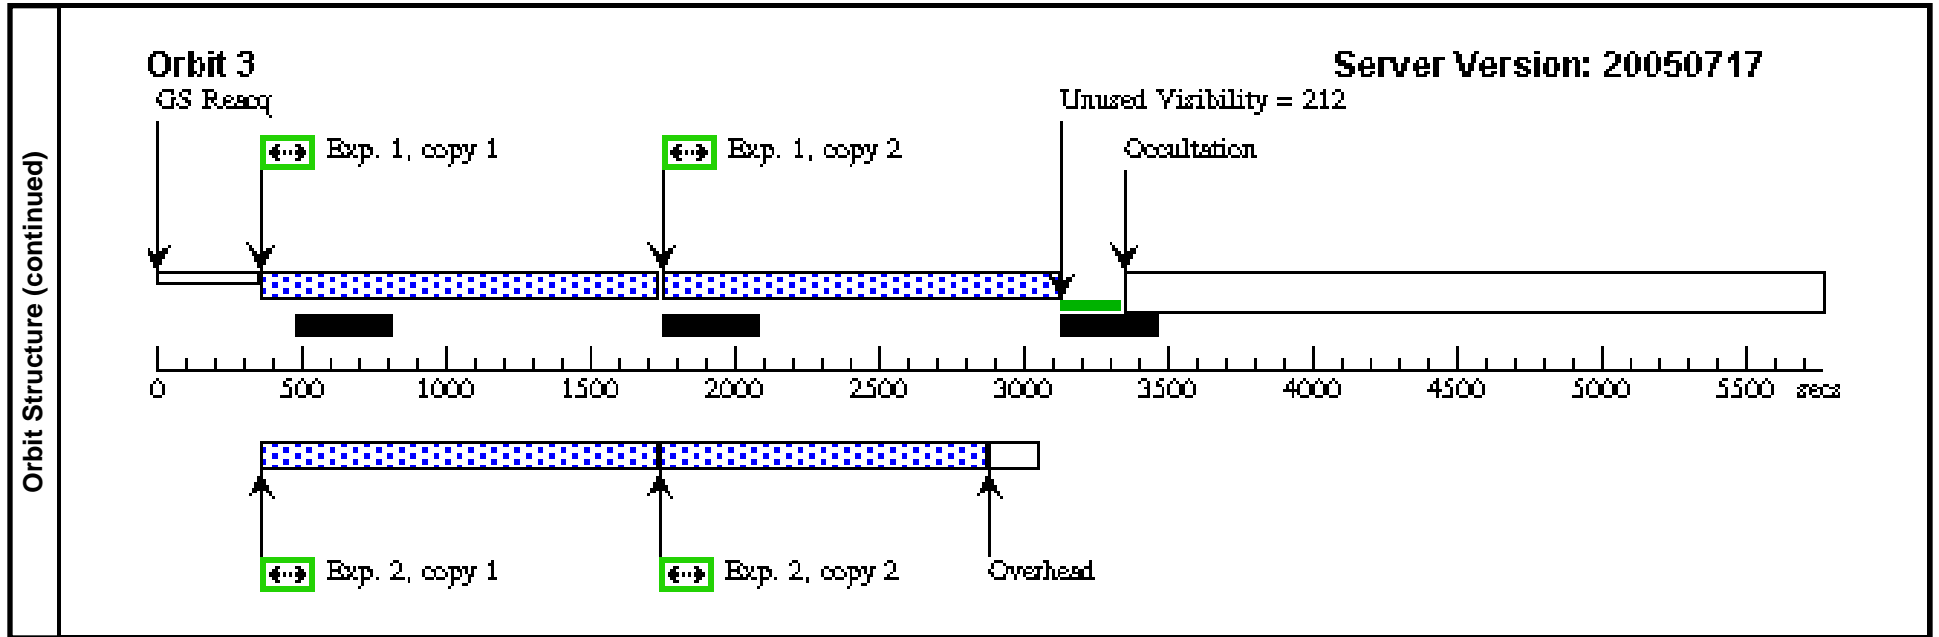 Orbit Structure (continued)
Orbit 3
Server Version: 20050717
GS Reacq
Unused Visibility = 212
Exp. 1, copy 1
Exp. 1, copy 2
Occultation
0 500 1000 1500 2000 2500 3000 3500 4000 4500 5000 5500 secs
Exp. 2, copy 1
Exp. 2, copy 2
Overhead